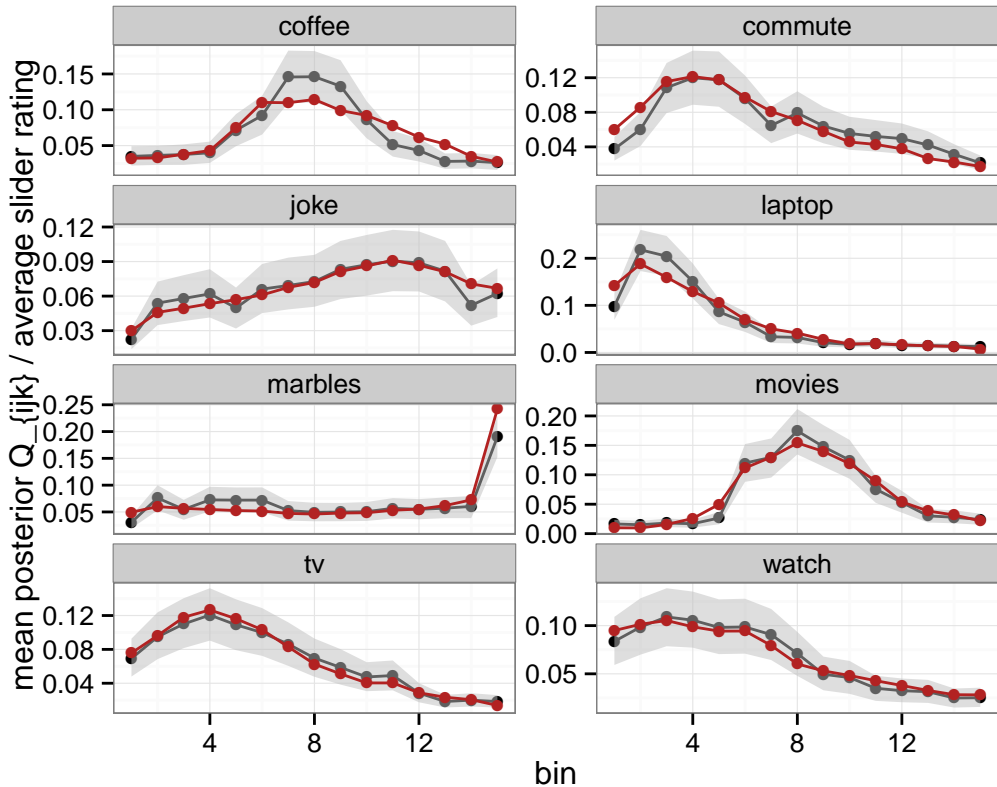 mean posterior Q_{ijk} / average slider rating
coffee
0.15
0.10
0.05
commute
0.12
0.08
0.04
joke
0.12
0.09
0.06
0.03
laptop
0.2
0.1
0.0
marbles
0.25
0.20
0.15
0.10
0.05
movies
0.20
0.15
0.10
0.05
0.00
tv
0.12
0.08
0.04
watch
0.10
0.05
4 8 12
4 8 12
bin